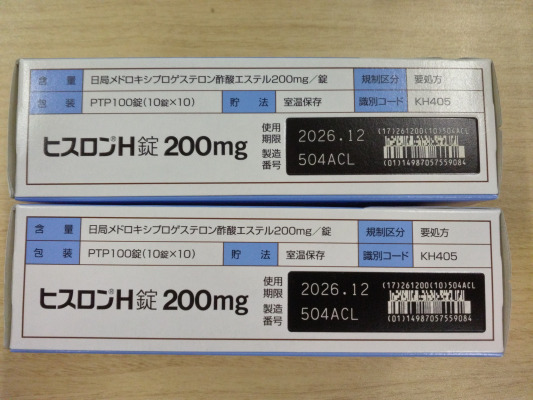 含量 日局メドロキシプロゲステロン酢酸エステル200mg／錠 規制区分 要処方
包装 PTP100錠(10錠×10) 貯法 室温保存 識別コード KH405
ヒスロンH錠 200mg
使用期限 2026.12
製造番号 504ACL
(17)261200(10)504ACL
(01)14987057559084
含量 日局メドロキシプロゲステロン酢酸エステル200mg／錠 規制区分 要処方
包装 PTP100錠(10錠×10) 貯法 室温保存 識別コード KH405
ヒスロンH錠 200mg
使用期限 2026.12
製造番号 504ACL
(17)261200(10)504ACL
(01)14987057559084